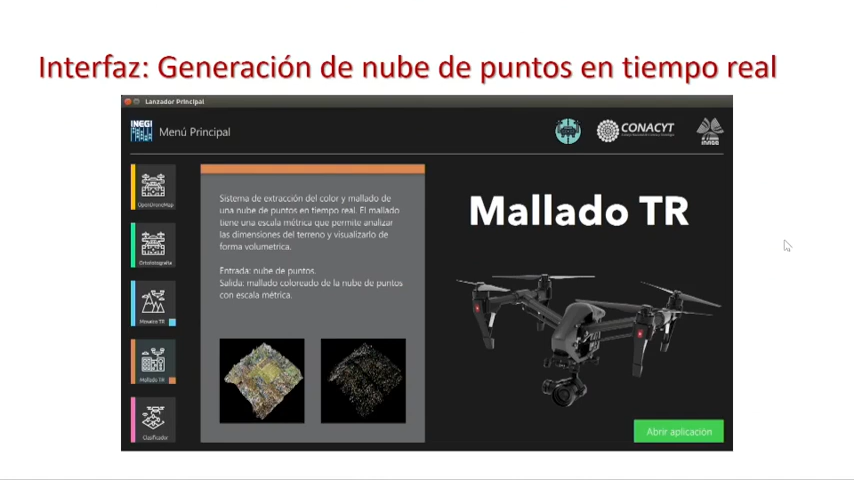 Interfaz: Generación de nube de puntos en tiempo real
Lanzador Principal
INEGI
Menú Principal
CONACYT
INAOE
OpenDroneMap
Ortofotografía
Mosaico TR
Mallado TR
Clasificador
Sistema de extracción del color y mallado de
una nube de puntos en tiempo real. El mallado
tiene una escala métrica que permite analizar
las dimensiones del terreno y visualizarlo de
forma volumetrica.
Entrada: nube de puntos.
Salida: mallado coloreado de la nube de puntos
con escala métrica.
Mallado TR
Abrir aplicación